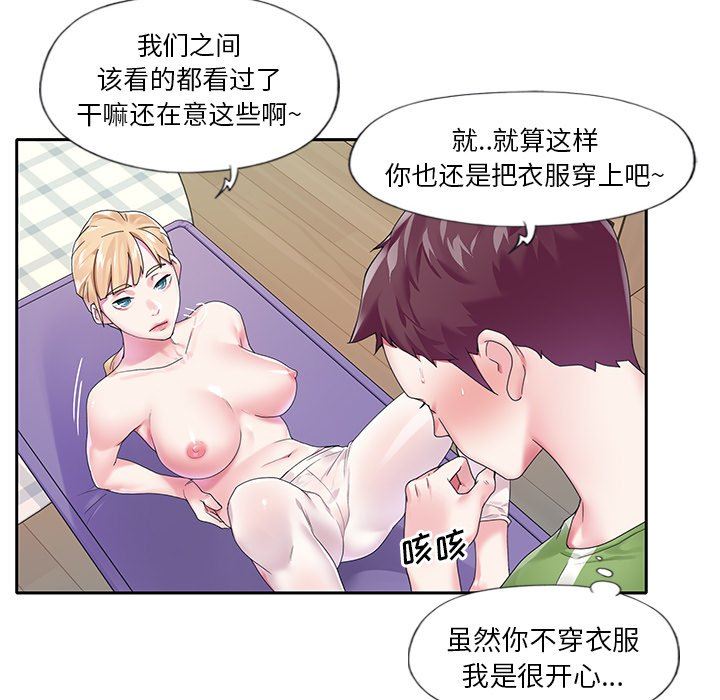 我们之间
该看的都看过了
干嘛还在意这些啊~
就..就算这样
你也还是把衣服穿上吧~
咳咳
虽然你不穿衣服
我是很开心...